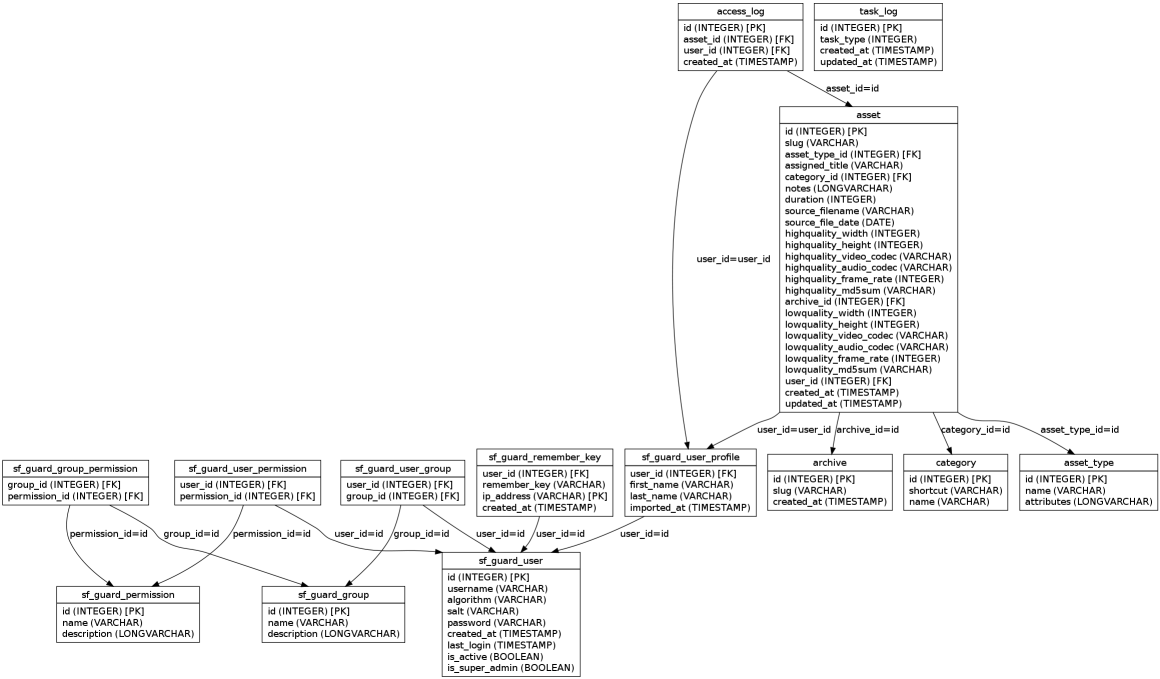 access_log
id (INTEGER) [PK]
asset_id (INTEGER) [FK]
user_id (INTEGER) [FK]
created_at (TIMESTAMP)
task_log
id (INTEGER) [PK]
task_type (INTEGER)
created_at (TIMESTAMP)
updated_at (TIMESTAMP)
asset_id=id
asset
id (INTEGER) [PK]
slug (VARCHAR)
asset_type_id (INTEGER) [FK]
assigned_title (VARCHAR)
category_id (INTEGER) [FK]
notes (LONGVARCHAR)
duration (INTEGER)
source_filename (VARCHAR)
source_file_date (DATE)
highquality_width (INTEGER)
highquality_height (INTEGER)
highquality_video_codec (VARCHAR)
highquality_audio_codec (VARCHAR)
highquality_frame_rate (INTEGER)
highquality_md5sum (VARCHAR)
archive_id (INTEGER) [FK]
lowquality_width (INTEGER)
lowquality_height (INTEGER)
lowquality_video_codec (VARCHAR)
lowquality_audio_codec (VARCHAR)
lowquality_frame_rate (INTEGER)
lowquality_md5sum (VARCHAR)
user_id (INTEGER) [FK]
created_at (TIMESTAMP)
updated_at (TIMESTAMP)
user_id=user_id
user_id=user_id
archive_id=id
category_id=id
asset_type_id=id
sf_guard_group_permission
group_id (INTEGER) [FK]
permission_id (INTEGER) [FK]
sf_guard_user_permission
user_id (INTEGER) [FK]
permission_id (INTEGER) [FK]
sf_guard_user_group
user_id (INTEGER) [FK]
group_id (INTEGER) [FK]
sf_guard_remember_key
user_id (INTEGER) [FK]
remember_key (VARCHAR)
ip_address (VARCHAR) [PK]
created_at (TIMESTAMP)
sf_guard_user_profile
user_id (INTEGER) [FK]
first_name (VARCHAR)
last_name (VARCHAR)
imported_at (TIMESTAMP)
archive
id (INTEGER) [PK]
slug (VARCHAR)
created_at (TIMESTAMP)
category
id (INTEGER) [PK]
shortcut (VARCHAR)
name (VARCHAR)
asset_type
id (INTEGER) [PK]
name (VARCHAR)
attributes (LONGVARCHAR)
permission_id=id
group_id=id
permission_id=id
user_id=id
group_id=id
user_id=id
user_id=id
user_id=id
sf_guard_permission
id (INTEGER) [PK]
name (VARCHAR)
description (LONGVARCHAR)
sf_guard_group
id (INTEGER) [PK]
name (VARCHAR)
description (LONGVARCHAR)
sf_guard_user
id (INTEGER) [PK]
username (VARCHAR)
algorithm (VARCHAR)
salt (VARCHAR)
password (VARCHAR)
created_at (TIMESTAMP)
last_login (TIMESTAMP)
is_active (BOOLEAN)
is_super_admin (BOOLEAN)